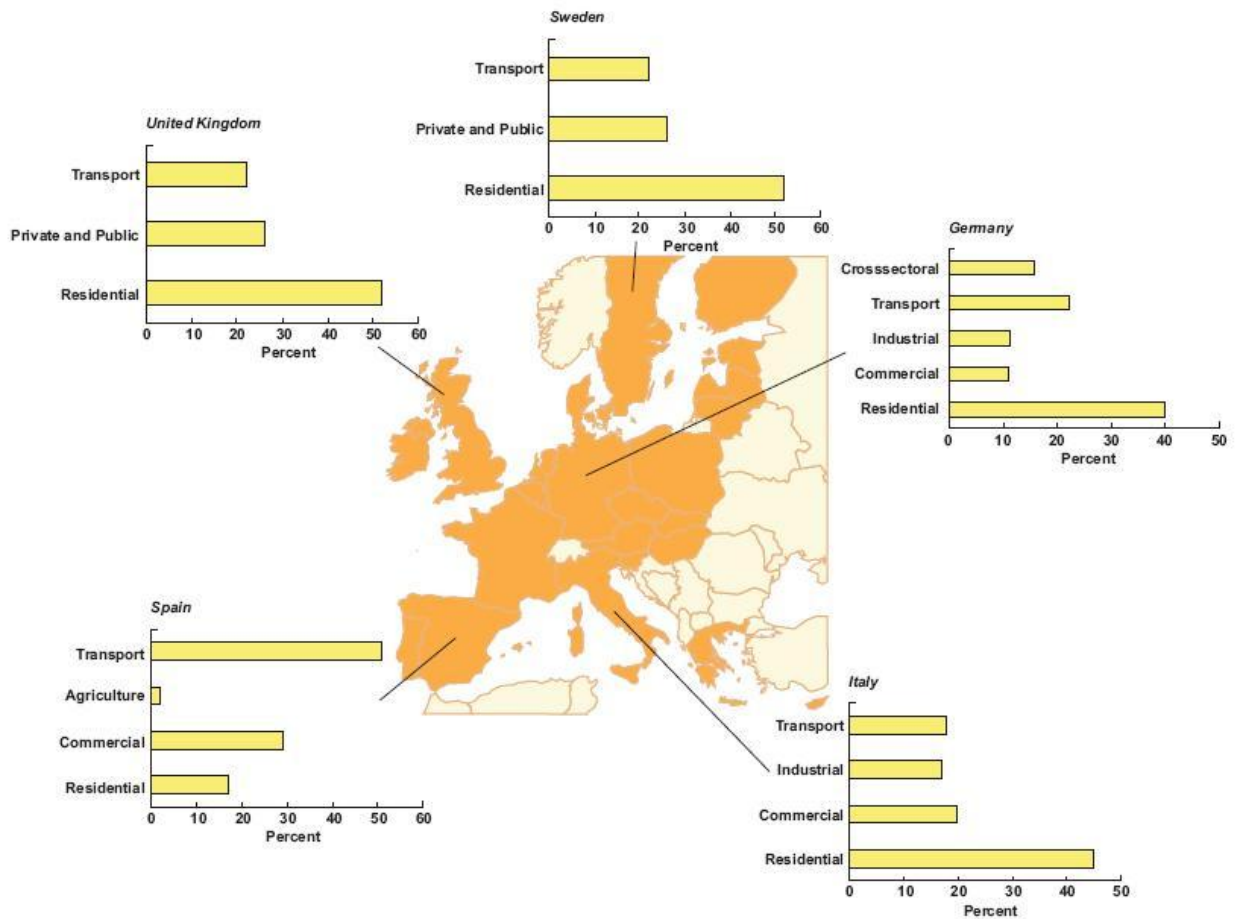 Sweden
Transport
Private and Public
Residential
0 10 20 30 40 50 60
Percent
United Kingdom
Transport
Private and Public
Residential
0 10 20 30 40 50 60
Percent
Germany
Crosssectoral
Transport
Industrial
Commercial
Residential
0 10 20 30 40 50
Percent
Spain
Transport
Agriculture
Commercial
Residential
0 10 20 30 40 50 60
Percent
Italy
Transport
Industrial
Commercial
Residential
0 10 20 30 40 50
Percent